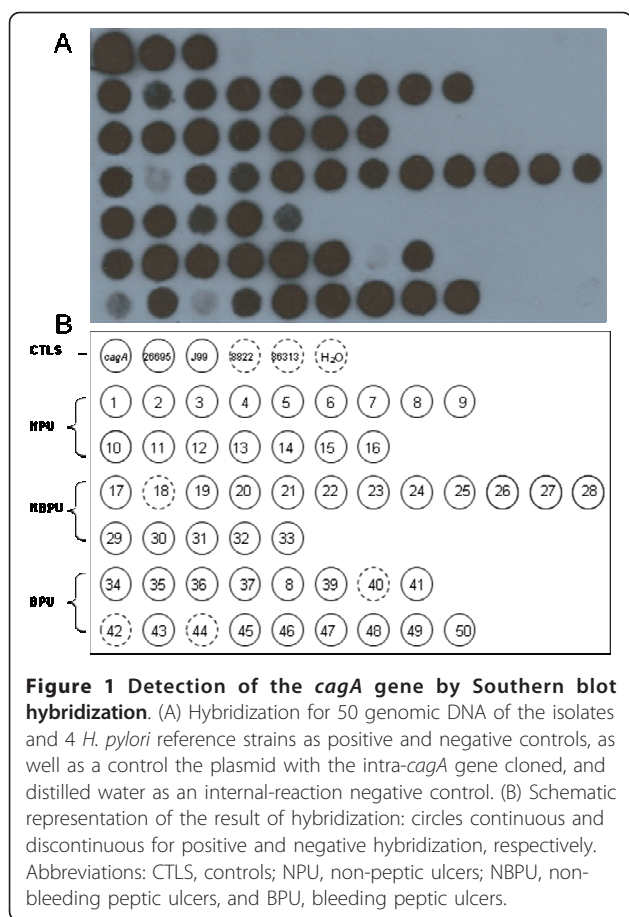 A
B
CTLS cagA 26695 J99 8822 86313 H₂O
NPU
1 2 3 4 5 6 7 8 9
10 11 12 13 14 15 16
NBPU
17 18 19 20 21 22 23 24 25 26 27 28
29 30 31 32 33
BPU
34 35 36 37 8 39 40 41
42 43 44 45 46 47 48 49 50
Figure 1 Detection of the cagA gene by Southern blot
hybridization. (A) Hybridization for 50 genomic DNA of the isolates
and 4 H. pylori reference strains as positive and negative controls, as
well as a control the plasmid with the intra-cagA gene cloned, and
distilled water as an internal-reaction negative control. (B) Schematic
representation of the result of hybridization: circles continuous and
discontinuous for positive and negative hybridization, respectively.
Abbreviations: CTLS, controls; NPU, non-peptic ulcers; NBPU, non-
bleeding peptic ulcers, and BPU, bleeding peptic ulcers.